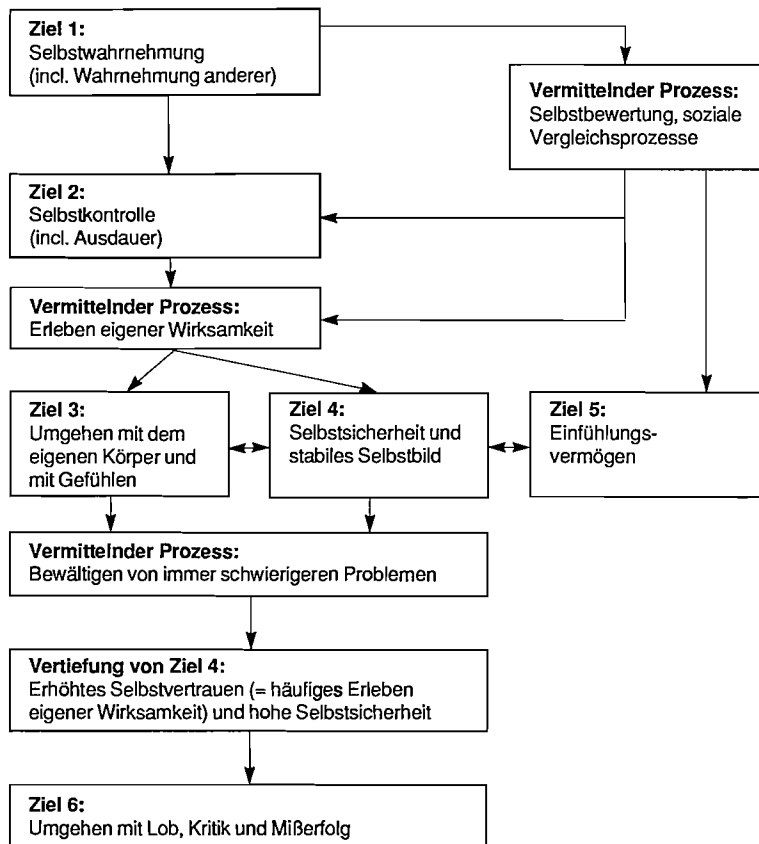 Ziel 1:
Selbstwahrnehmung
(incl. Wahrnehmung anderer)
Vermittelnder Prozess:
Selbstbewertung, soziale
Vergleichsprozesse
Ziel 2:
Selbstkontrolle
(incl. Ausdauer)
Vermittelnder Prozess:
Erleben eigener Wirksamkeit
Ziel 3:
Umgehen mit dem
eigenen Körper und
mit Gefühlen
Ziel 4:
Selbstsicherheit und
stabiles Selbstbild
Ziel 5:
Einfühlungs-
vermögen
Vermittelnder Prozess:
Bewältigen von immer schwierigeren Problemen
Vertiefung von Ziel 4:
Erhöhtes Selbstvertrauen (= häufiges Erleben
eigener Wirksamkeit) und hohe Selbstsicherheit
Ziel 6:
Umgehen mit Lob, Kritik und Mißerfolg